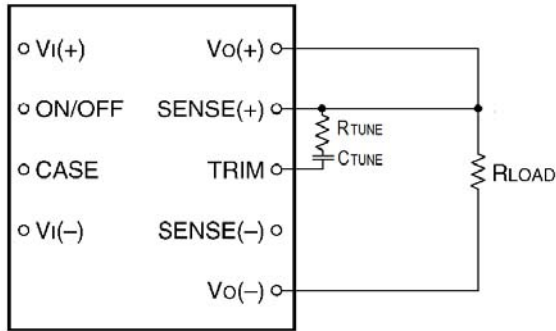 VI(+)
VO(+)
ON/OFF
SENSE(+)
RTUNE
CTUNE
CASE
TRIM
RLOAD
VI(−)
SENSE(−)
VO(−)